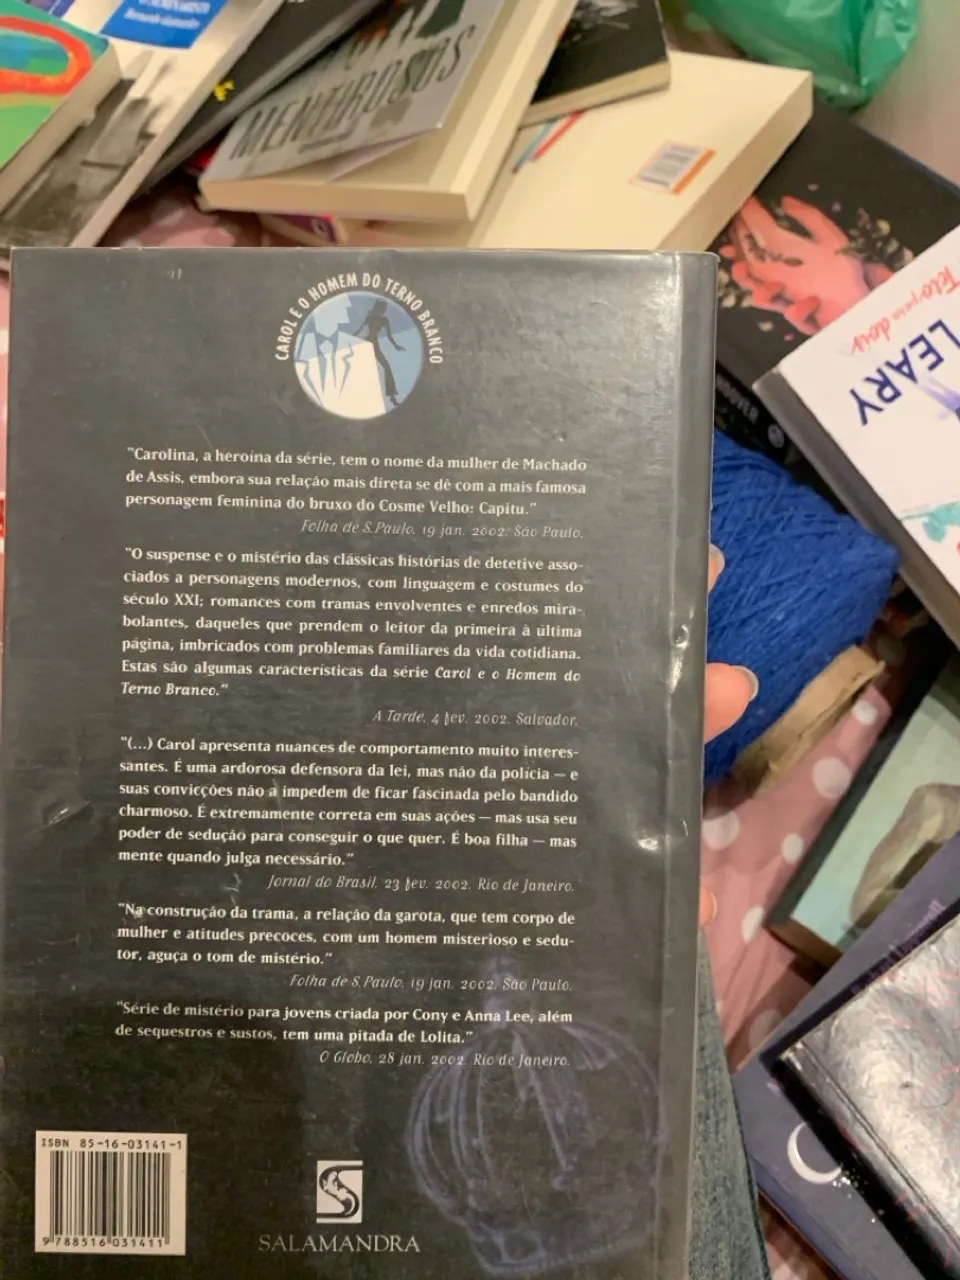 Bernardo
MENTIROSOS
Teto para dois
LEARY
CAROL E O HOMEM DO TERNO BRANCO
"Carolina, a heroína da série, tem o nome da mulher de Machado
de Assis, embora sua relação mais direta se dê com a mais famosa
personagem feminina do bruxo do Cosme Velho: Capitu."
Folha de S.Paulo, 19 jan. 2002. São Paulo.
"O suspense e o mistério das clássicas histórias de detetive asso-
ciados a personagens modernos, com linguagem e costumes do
século XXI; romances com tramas envolventes e enredos mira-
bolantes, daqueles que prendem o leitor da primeira à última
página, imbricados com problemas familiares da vida cotidiana.
Estas são algumas características da série Carol e o Homem do
Terno Branco."
A Tarde, 4 fev. 2002. Salvador.
"(...) Carol apresenta nuances de comportamento muito interes-
santes. É uma ardorosa defensora da lei, mas não da polícia — e
suas convicções não a impedem de ficar fascinada pelo bandido
charmoso. É extremamente correta em suas ações — mas usa seu
poder de sedução para conseguir o que quer. É boa filha — mas
mente quando julga necessário."
Jornal do Brasil, 23 fev. 2002. Rio de Janeiro.
"Na construção da trama, a relação da garota, que tem corpo de
mulher e atitudes precoces, com um homem misterioso e sedu-
tor, aguça o tom de mistério."
Folha de S.Paulo, 19 jan. 2002. São Paulo.
"Série de mistério para jovens criada por Cony e Anna Lee, além
de sequestros e sustos, tem uma pitada de Lolita."
O Globo, 28 jan. 2002. Rio de Janeiro.
ISBN 85-16-03141-1
9 788516 031411
SALAMANDRA